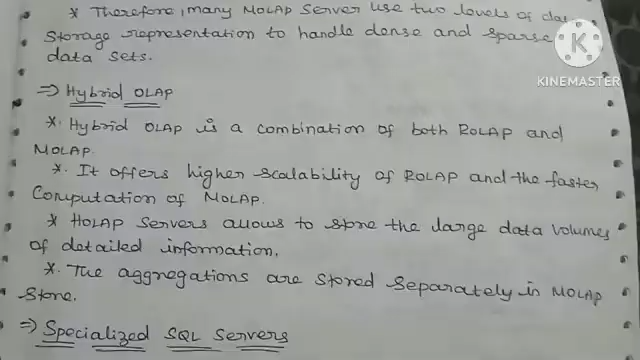 * Therefore, many MOLAP Server use two levels of
Storage representation to handle dense and sparse
data sets.
⇒ Hybrid OLAP
*. Hybrid OLAP is a combination of both ROLAP and
MOLAP.
*. It offers higher scalability of ROLAP and the faster
Computation of MOLAP.
* HOLAP Servers allows to store the large data volumes
of detailed information.
*. The aggregations are stored separately in MOLAP
Store.
⇒ Specialized SQL Servers
KINEMASTER